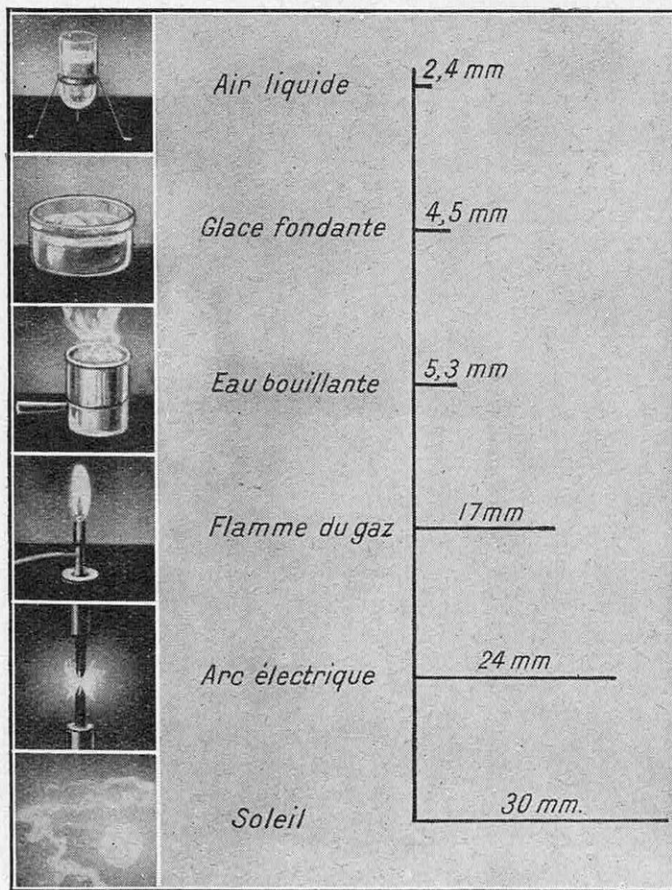 Air liquide
2,4 mm
Glace fondante
4,5 mm
Eau bouillante
5,3 mm
Flamme du gaz
17mm
Arc électrique
24 mm
Soleil
30 mm.